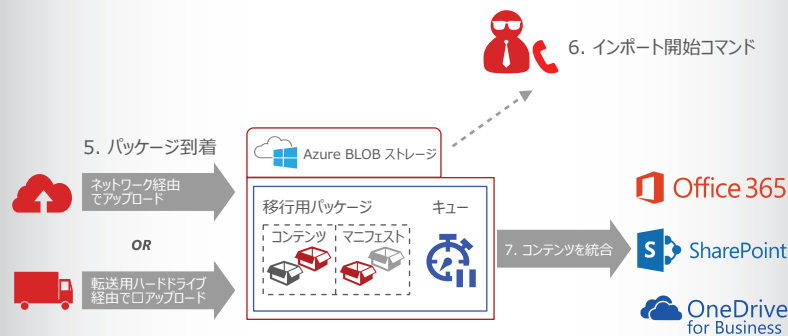 6. インポート開始コマンド
5. パッケージ到着
Azure BLOB ストレージ
ネットワーク経由
でアップロード
OR
転送用ハードドライブ
経由で□アップロード
移行用パッケージ
キュー
コンテンツ
マニフェスト
7. コンテンツを統合
Office 365
S
SharePoint
OneDrive
for Business